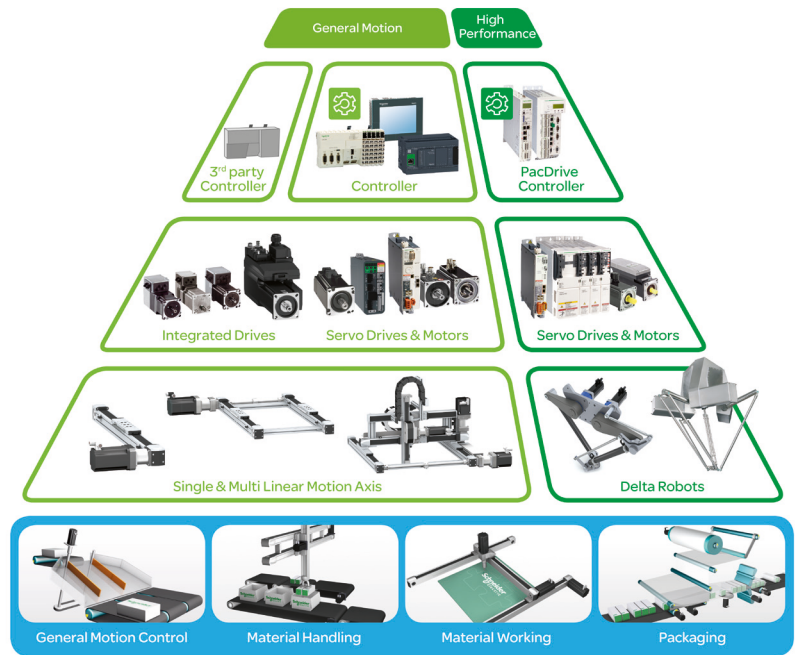 General Motion
High
Performance
3rd party
Controller
Controller
PacDrive
Controller
Integrated Drives
Servo Drives & Motors
Servo Drives & Motors
Single & Multi Linear Motion Axis
Delta Robots
Schneider
General Motion Control
Material Handling
Material Working
Packaging